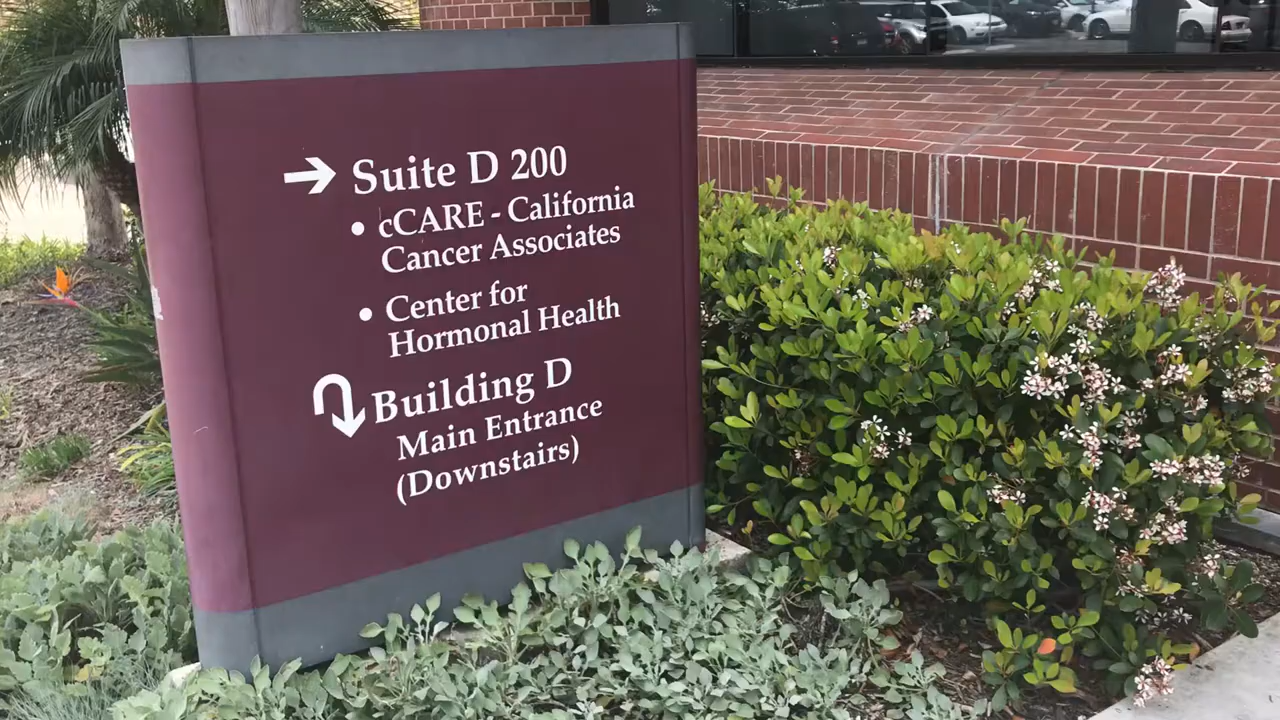 Suite D 200
• cCARE - California
Cancer Associates
• Center for
Hormonal Health
Building D
Main Entrance
(Downstairs)